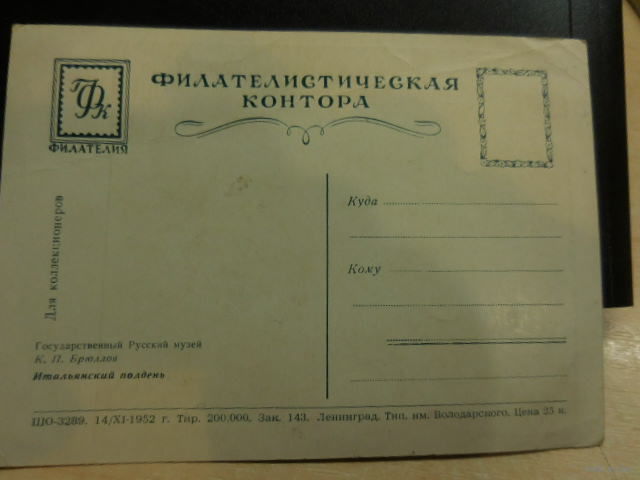 ФК
ФИЛАТЕЛИЯ
ФИЛАТЕЛИСТИЧЕСКАЯ
КОНТОРА
Для коллекционеров
Куда
Кому
Государственный Русский музей
К. П. Брюллов
Итальянский полдень
ШО-3289. 14/XI-1952 г. Тир. 200.000. Зак. 143. Ленинград. Тип. им. Володарского. Цена 25 к.